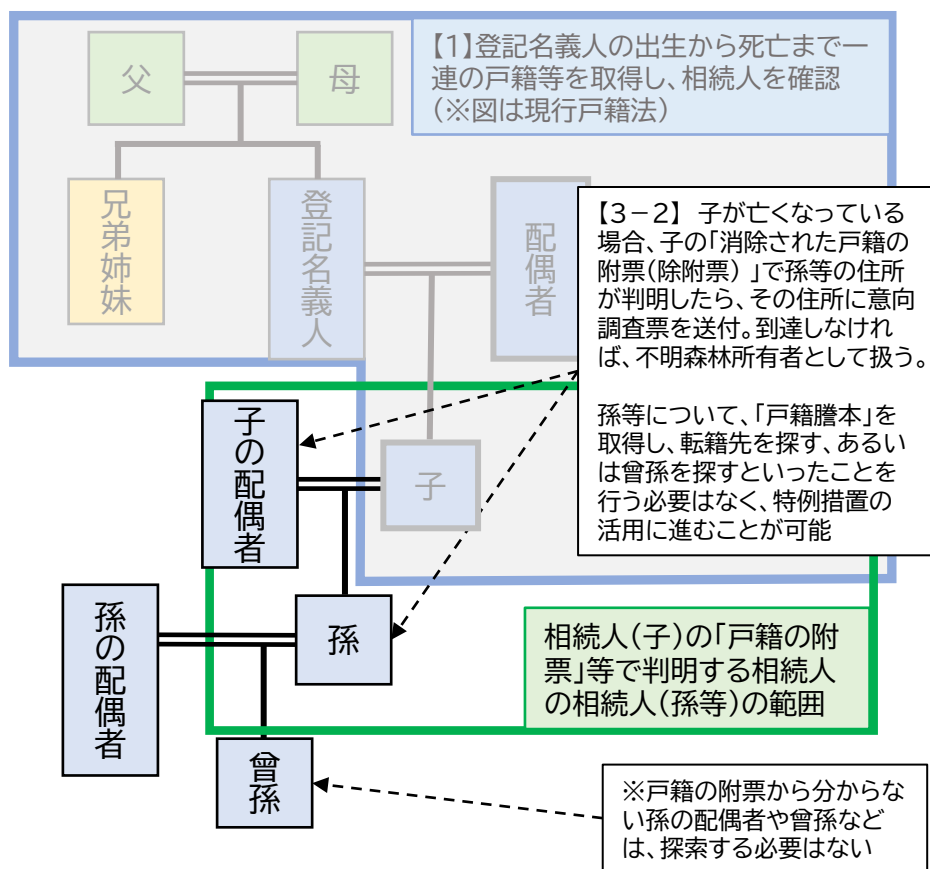 【1】登記名義人の出生から死亡まで一
連の戸籍等を取得し、相続人を確認
(※図は現行戸籍法)
父
母
兄弟姉妹
登記名義人
配偶者
【3-2】 子が亡くなっている
場合、子の「消除された戸籍の
附票(除附票) 」で孫等の住所
が判明したら、その住所に意向
調査票を送付。到達しなけれ
ば、不明森林所有者として扱う。
孫等について、「戸籍謄本」を
取得し、転籍先を探す、あるい
は曾孫を探すといったことを
行う必要はなく、特例措置の
活用に進むことが可能
子の配偶者
子
孫の配偶者
孫
相続人(子)の「戸籍の附
票」等で判明する相続人
の相続人(孫等)の範囲
曾孫
※戸籍の附票から分からな
い孫の配偶者や曾孫など
は、探索する必要はない